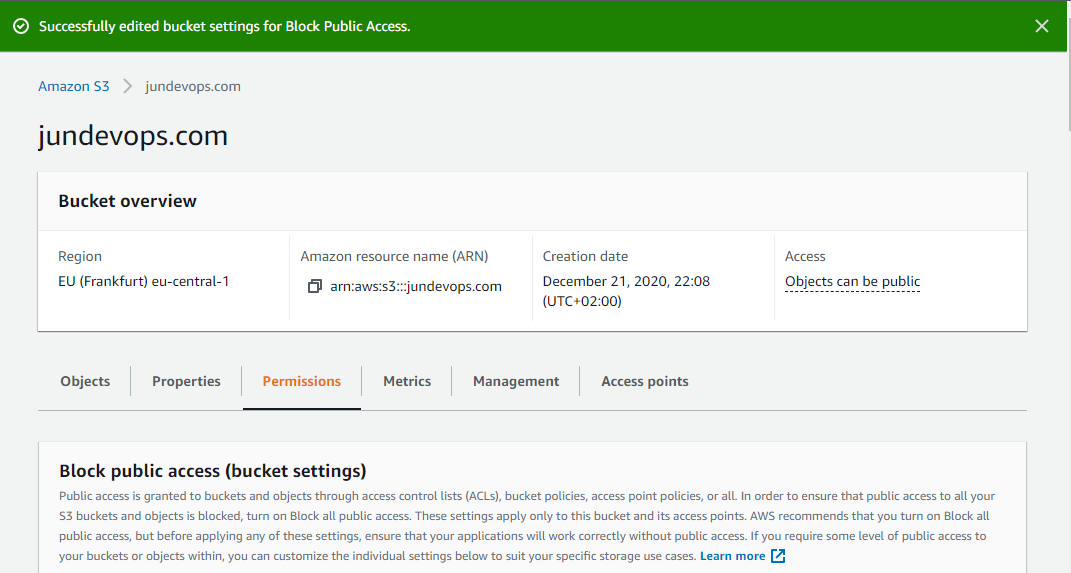 Successfully edited bucket settings for Block Public Access.
Amazon S3 jundevops.com
jundevops.com
Bucket overview
Region
EU (Frankfurt) eu-central-1
Amazon resource name (ARN)
arn:aws:s3:::jundevops.com
Creation date
December 21, 2020, 22:08
(UTC+02:00)
Access
Objects can be public
Objects Properties Permissions Metrics Management Access points
Block public access (bucket settings)
Public access is granted to buckets and objects through access control lists (ACLs), bucket policies, access point policies, or all. In order to ensure that public access to all your
S3 buckets and objects is blocked, turn on Block all public access. These settings apply only to this bucket and its access points. AWS recommends that you turn on Block all
public access, but before applying any of these settings, ensure that your applications will work correctly without public access. If you require some level of public access to
your buckets or objects within, you can customize the individual settings below to suit your specific storage use cases. Learn more